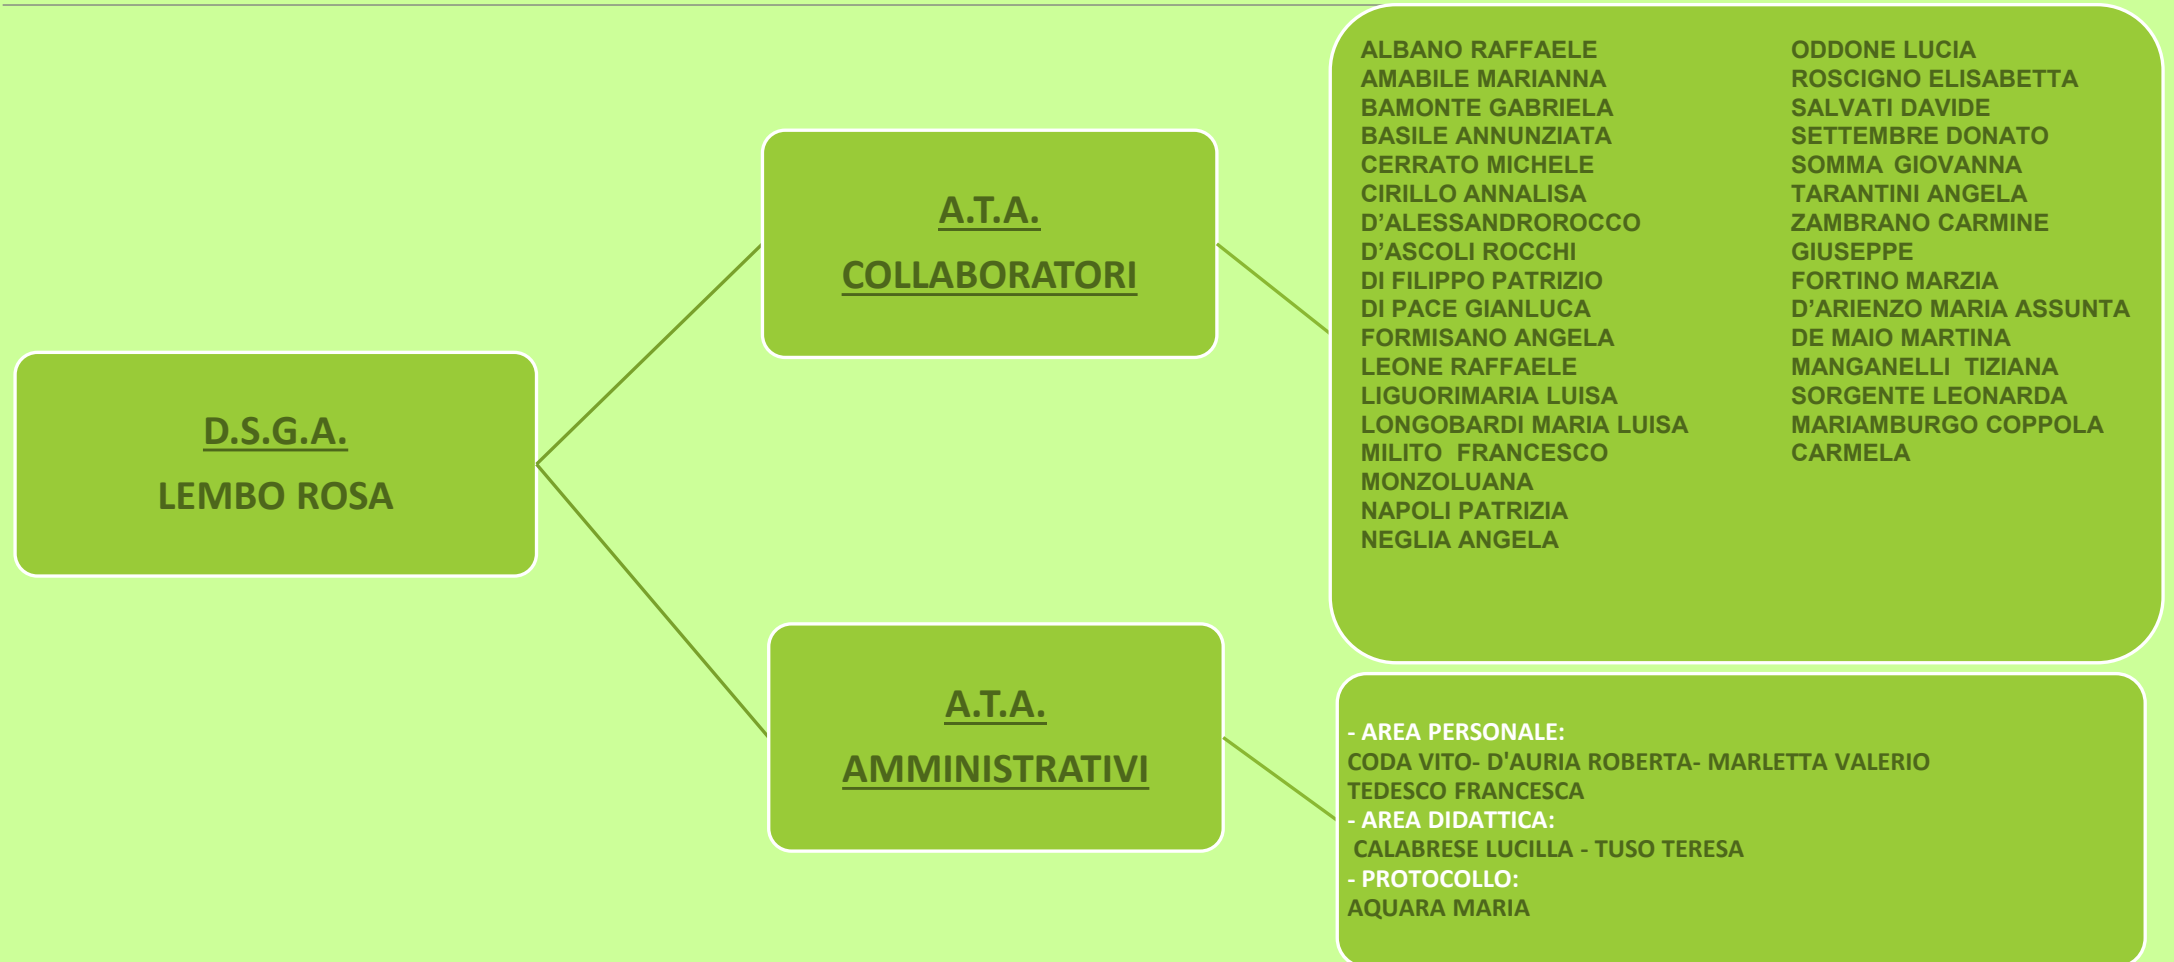 D.S.G.A.
LEMBO ROSA
A.T.A.
COLLABORATORI
ALBANO RAFFAELE
AMABILE MARIANNA
BAMONTE GABRIELA
BASILE ANNUNZIATA
CERRATO MICHELE
CIRILLO ANNALISA
D’ALESSANDROROCCO
D’ASCOLI ROCCHI
DI FILIPPO PATRIZIO
DI PACE GIANLUCA
FORMISANO ANGELA
LEONE RAFFAELE
LIGUORIMARIA LUISA
LONGOBARDI MARIA LUISA
MILITO FRANCESCO
MONZOLUANA
NAPOLI PATRIZIA
NEGLIA ANGELA
ODDONE LUCIA
ROSCIGNO ELISABETTA
SALVATI DAVIDE
SETTEMBRE DONATO
SOMMA GIOVANNA
TARANTINI ANGELA
ZAMBRANO CARMINE
GIUSEPPE
FORTINO MARZIA
D’ARIENZO MARIA ASSUNTA
DE MAIO MARTINA
MANGANELLI TIZIANA
SORGENTE LEONARDA
MARIAMBURGO COPPOLA
CARMELA
A.T.A.
AMMINISTRATIVI
- AREA PERSONALE:
CODA VITO- D'AURIA ROBERTA- MARLETTA VALERIO
TEDESCO FRANCESCA
- AREA DIDATTICA:
CALABRESE LUCILLA - TUSO TERESA
- PROTOCOLLO:
AQUARA MARIA